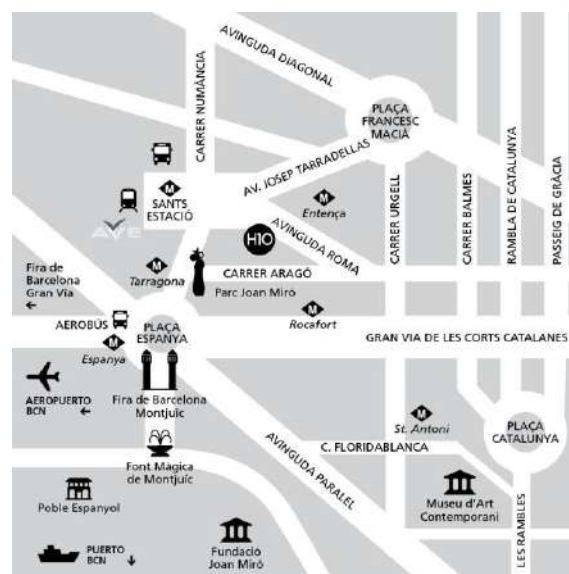 AVINGUDA DIAGONAL
CARRER NUMÀNCIA
PLAÇA
FRANCESC
MACIÀ
AV. JOSEP TARRADELLAS
CARRER URGELL
CARRER BALMES
RAMBLA DE CATALUNYA
PASSEIG DE GRÀCIA
M
SANTS
ESTACIÓ
AVE
M
Entença
H10
AVINGUDA ROMA
Fira de
Barcelona
Gran Via
←
M
Tarragona
CARRER ARAGÓ
Parc Joan Miró
AEROBÚS
M
Espanya
PLAÇA
ESPANYA
M
Rocafort
GRAN VIA DE LES CORTS CATALANES
AEROPUERTO
BCN ←
Fira de Barcelona
Montjuïc
M
St. Antoni
PLAÇA
CATALUNYA
C. FLORIDABLANCA
Font Màgica
de Montjuïc
AVINGUDA PARALEL
Poble Espanyol
Museu d'Art
Contemporani
LES RAMBLES
PUERTO
BCN ↓
Fundació
Joan Miró